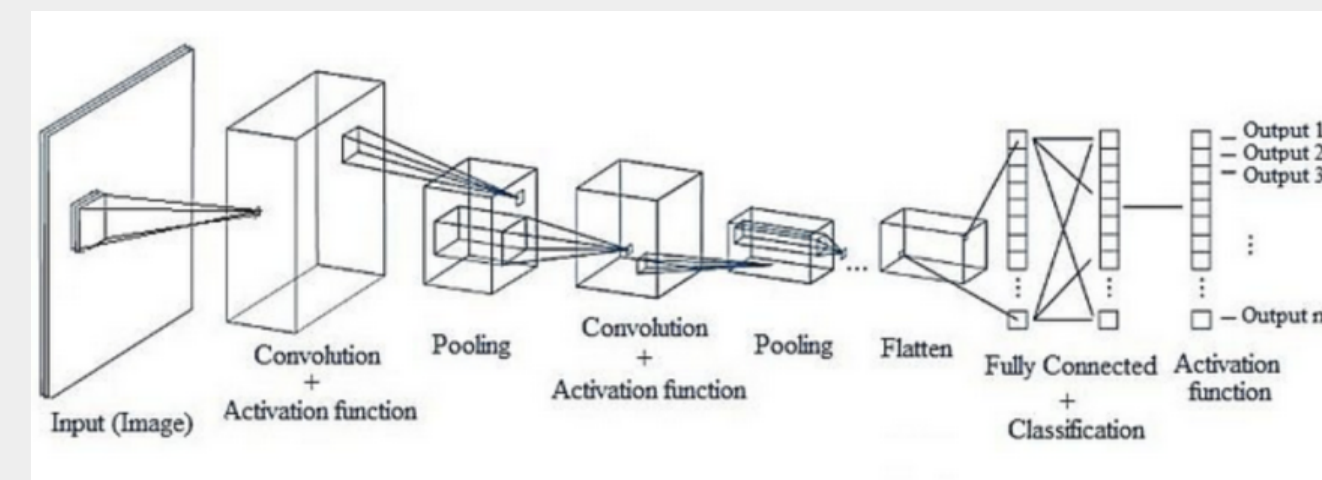 Input (Image)
Convolution
+
Activation function
Pooling
Convolution
+
Activation function
Pooling
...
Flatten
Fully Connected
+
Classification
Activation
function
Output 1
Output 2
Output 3
Output n